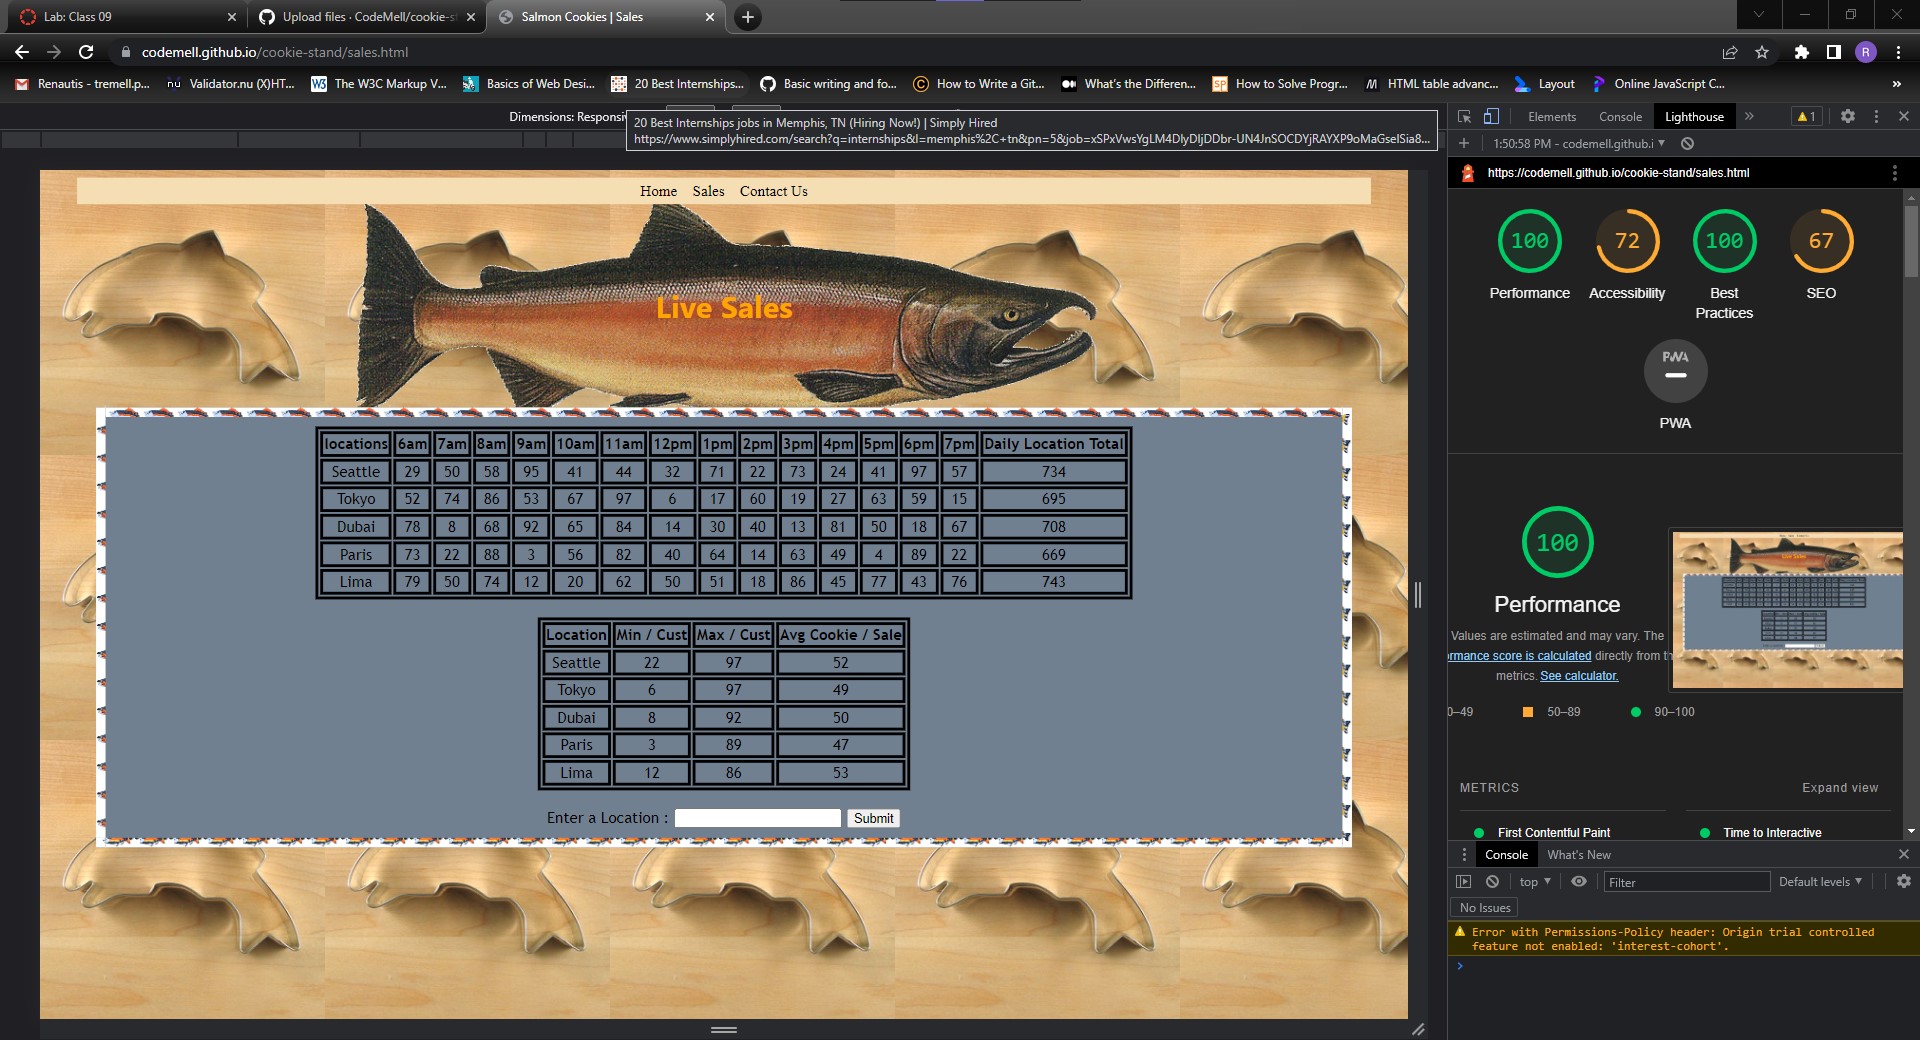 Lab: Class 09
Upload files · CodeMell/cookie-st
Salmon Cookies | Sales
codemell.github.io/cookie-stand/sales.html
R
Renautis - tremell.p...
nu Validator.nu (X)HT...
W3 The W3C Markup V...
Basics of Web Desi...
20 Best Internships...
Basic writing and fo...
How to Write a Git...
What's the Differen...
SP How to Solve Progr...
M HTML table advanc...
Layout
Online JavaScript C...
»
Dimensions: Responsiv
20 Best Internships jobs in Memphis, TN (Hiring Now!) | Simply Hired
https://www.simplyhired.com/search?q=internships&l=memphis%2C+tn&pn=5&job=xSPxVwsYgLM4DlyDIjDDbr-UN4JnSOCDYjRAYXP9oMaGseISia8...
Elements Console Lighthouse » 1
1:50:58 PM - codemell.github.i
https://codemell.github.io/cookie-stand/sales.html
Home Sales Contact Us
Live Sales
locations 6am 7am 8am 9am 10am 11am 12pm 1pm 2pm 3pm 4pm 5pm 6pm 7pm Daily Location Total
Seattle 29 50 58 95 41 44 32 71 22 73 24 41 97 57 734
Tokyo 52 74 86 53 67 97 6 17 60 19 27 63 59 15 695
Dubai 78 8 68 92 65 84 14 30 40 13 81 50 18 67 708
Paris 73 22 88 3 56 82 40 64 14 63 49 4 89 22 669
Lima 79 50 74 12 20 62 50 51 18 86 45 77 43 76 743
Location Min / Cust Max / Cust Avg Cookie / Sale
Seattle 22 97 52
Tokyo 6 97 49
Dubai 8 92 50
Paris 3 89 47
Lima 12 86 53
Enter a Location : Submit
100 72 100 67
Performance Accessibility Best Practices SEO
PWA
PWA
100
Performance
Values are estimated and may vary. The
rmance score is calculated directly from th
metrics. See calculator.
0–49 50–89 90–100
METRICS Expand view
First Contentful Paint Time to Interactive
Console What's New
top Filter Default levels
No Issues
Error with Permissions-Policy header: Origin trial controlled
feature not enabled: 'interest-cohort'.